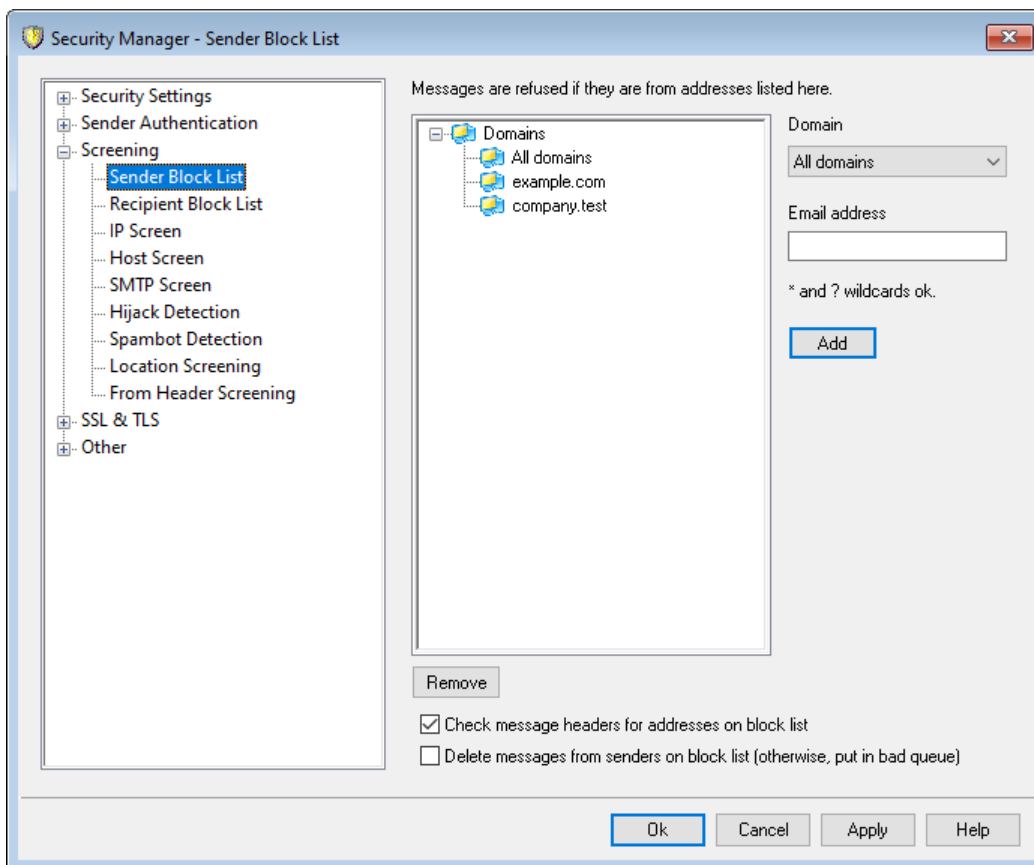 Security Manager - Sender Block List
Security Settings
Sender Authentication
Screening
Sender Block List
Recipient Block List
IP Screen
Host Screen
SMTP Screen
Hijack Detection
Spambot Detection
Location Screening
From Header Screening
SSL & TLS
Other
Messages are refused if they are from addresses listed here.
Domains
All domains
example.com
company.test
Domain
All domains
Email address
* and ? wildcards ok.
Add
Remove
Check message headers for addresses on block list
Delete messages from senders on block list (otherwise, put in bad queue)
Ok Cancel Apply Help